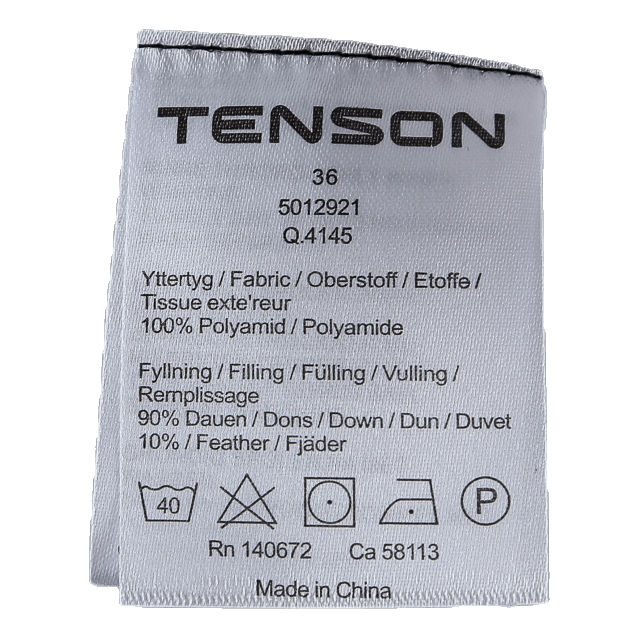 TENSON
36
5012921
Q.4145
Yttertyg / Fabric / Oberstoff / Etoffe /
Tissue exte'reur
100% Polyamid / Polyamide
Fyllning / Filling / Fülling / Vulling /
Remplissage
90% Dauen / Dons / Down / Dun / Duvet
10% / Feather / Fjäder
40 P
Rn 140672 Ca 58113
Made in China